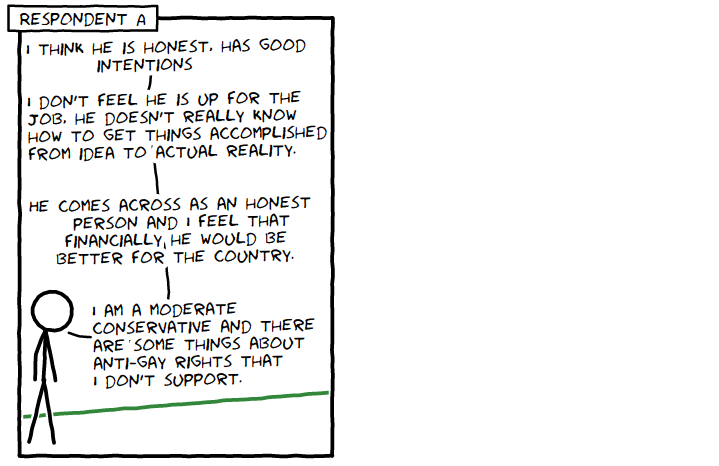 RESPONDENT A
I THINK HE IS HONEST. HAS GOOD
INTENTIONS
I DON'T FEEL HE IS UP FOR THE
JOB. HE DOESN'T REALLY KNOW
HOW TO GET THINGS ACCOMPLISHED
FROM IDEA TO ACTUAL REALITY.
HE COMES ACROSS AS AN HONEST
PERSON AND I FEEL THAT
FINANCIALLY, HE WOULD BE
BETTER FOR THE COUNTRY.
I AM A MODERATE
CONSERVATIVE AND THERE
ARE SOME THINGS ABOUT
ANTI-GAY RIGHTS THAT
I DON'T SUPPORT.